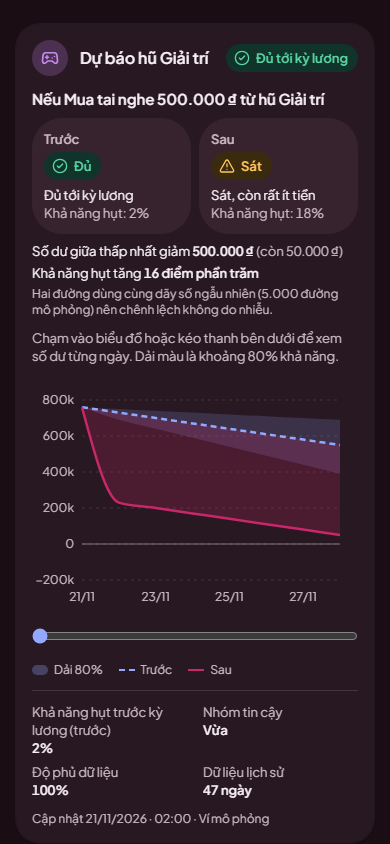 Dự báo hũ Giải trí
Đủ tới kỳ lương
Nếu Mua tai nghe 500.000 ₫ từ hũ Giải trí
Trước
Đủ
Đủ tới kỳ lương
Khả năng hụt: 2%
Sau
Sát
Sát, còn rất ít tiền
Khả năng hụt: 18%
Số dư giữa thấp nhất giảm 500.000 ₫ (còn 50.000 ₫)
Khả năng hụt tăng 16 điểm phần trăm
Hai đường dùng cùng dãy số ngẫu nhiên (5.000 đường
mô phỏng) nên chênh lệch không do nhiễu.
Chạm vào biểu đồ hoặc kéo thanh bên dưới để xem
số dư từng ngày. Dải màu là khoảng 80% khả năng.
800k
600k
400k
200k
0
−200k
21/11 23/11 25/11 27/11
Dải 80% Trước Sau
Khả năng hụt trước kỳ
lương (trước)
2%
Nhóm tin cậy
Vừa
Độ phủ dữ liệu
100%
Dữ liệu lịch sử
47 ngày
Cập nhật 21/11/2026 · 02:00 · Ví mô phỏng